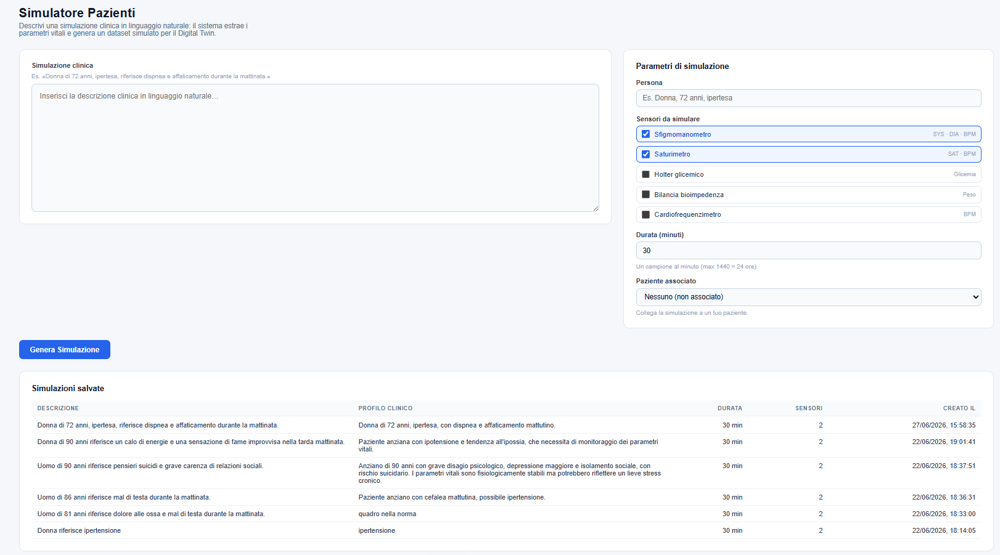 Simulatore Pazienti
Descrivi una simulazione clinica in linguaggio naturale: il sistema estrae i
parametri vitali e genera un dataset simulato per il Digital Twin.
Simulazione clinica
Es. «Donna di 72 anni, ipertesa, riferisce dispnea e affaticamento durante la mattinata.»
Inserisci la descrizione clinica in linguaggio naturale...
Parametri di simulazione
Persona
Es. Donna, 72 anni, ipertesa
Sensori da simulare
Sfigmomanometro SYS · DIA · BPM
Saturimetro SAT · BPM
Holter glicemico Glicemia
Bilancia bioimpedenza Peso
Cardiofrequenzimetro BPM
Durata (minuti)
30
Un campione al minuto (max 1440 = 24 ore).
Paziente associato
Nessuno (non associato)
Collega la simulazione a un tuo paziente.
Genera Simulazione
Simulazioni salvate
DESCRIZIONE PROFILO CLINICO DURATA SENSORI CREATO IL
Donna di 72 anni, ipertesa, riferisce dispnea e affaticamento durante la mattinata. Donna di 72 anni, ipertesa, con dispnea e affaticamento mattutino. 30 min 2 27/06/2026, 15:58:35
Donna di 90 anni riferisce un calo di energie e una sensazione di fame improvvisa nella tarda mattinata. Paziente anziana con ipotensione e tendenza all'ipossia, che necessita di monitoraggio dei parametri 30 min 2 22/06/2026, 19:01:41
vitali.
Uomo di 90 anni riferisce pensieri suicidi e grave carenza di relazioni sociali. Anziano di 90 anni con grave disagio psicologico, depressione maggiore e isolamento sociale, con 30 min 2 22/06/2026, 18:37:51
rischio suicidario. I parametri vitali sono fisiologicamente stabili ma potrebbero riflettere un lieve stress
cronico.
Uomo di 86 anni riferisce mal di testa durante la mattinata. Paziente anziano con cefalea mattutina, possibile ipertensione. 30 min 2 22/06/2026, 18:36:31
Uomo di 81 anni riferisce dolore alle ossa e mal di testa durante la mattinata. quadro nella norma 30 min 2 22/06/2026, 18:33:00
Donna riferisce ipertensione ipertensione 30 min 2 22/06/2026, 18:14:05